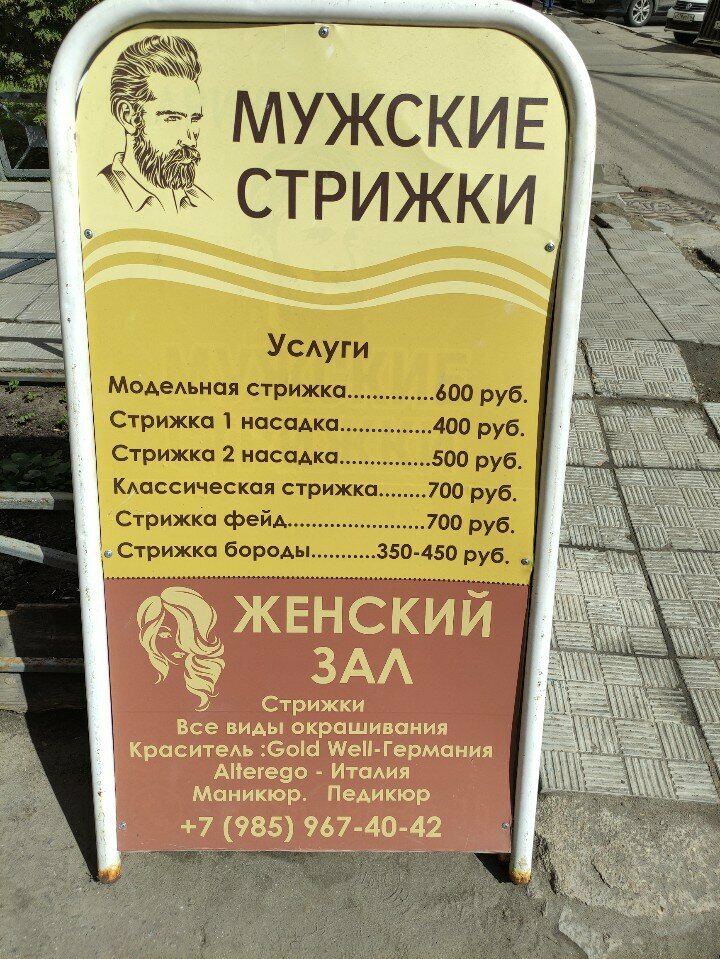 МУЖСКИЕ
СТРИЖКИ
Услуги
Модельная стрижка..............600 руб.
Стрижка 1 насадка...............400 руб.
Стрижка 2 насадка...............500 руб.
Классическая стрижка........700 руб.
Стрижка фейд......................700 руб.
Стрижка бороды...........350-450 руб.
ЖЕНСКИЙ
ЗАЛ
Стрижки
Все виды окрашивания
Краситель :Gold Well-Германия
Alterego - Италия
Маникюр. Педикюр
+7 (985) 967-40-42